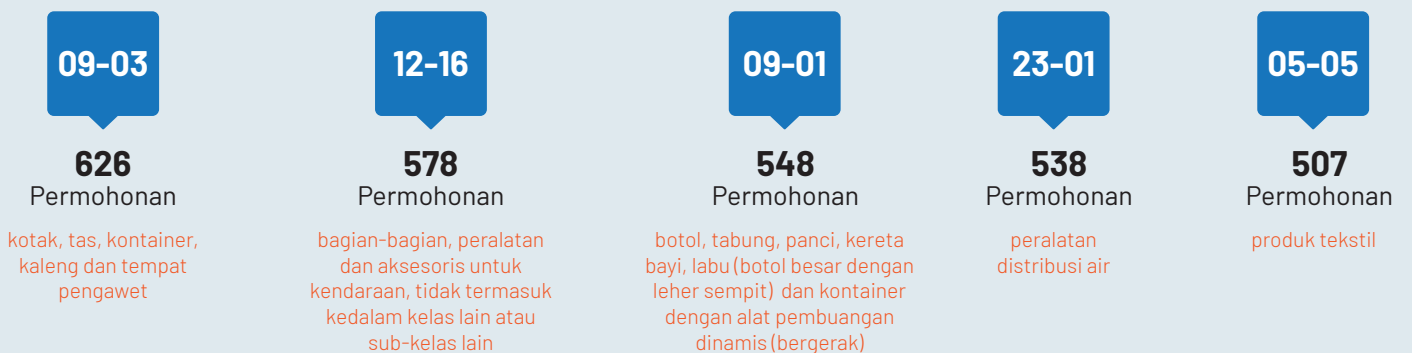 09-03
626
Permohonan
kotak, tas, kontainer,
kaleng dan tempat
pengawet
12-16
578
Permohonan
bagian-bagian, peralatan
dan aksesoris untuk
kendaraan, tidak termasuk
kedalam kelas lain atau
sub-kelas lain
09-01
548
Permohonan
botol, tabung, panci, kereta
bayi, labu (botol besar dengan
leher sempit) dan kontainer
dengan alat pembuangan
dinamis (bergerak)
23-01
538
Permohonan
peralatan
distribusi air
05-05
507
Permohonan
produk tekstil